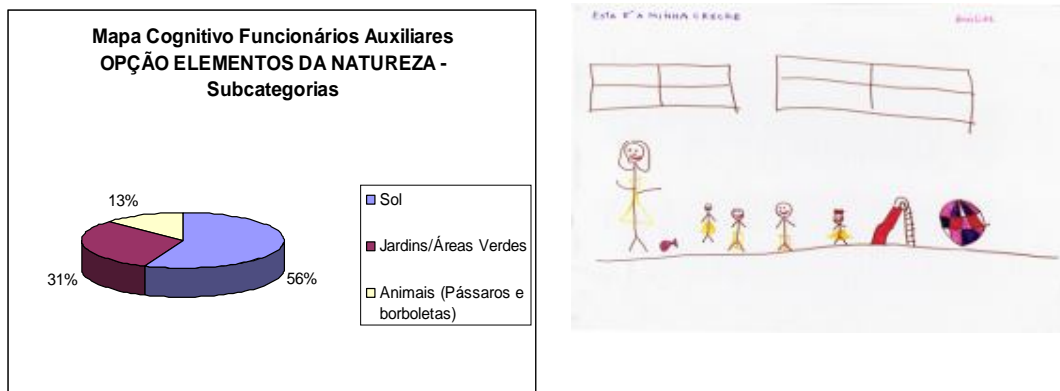 Mapa Cognitivo Funcionários Auxiliares
OPÇÃO ELEMENTOS DA NATUREZA -
Subcategorias
13%
31%
56%
Sol
Jardins/Áreas Verdes
Animais (Pássaros e
borboletas)
ESTA E' A MINHA CRECHE